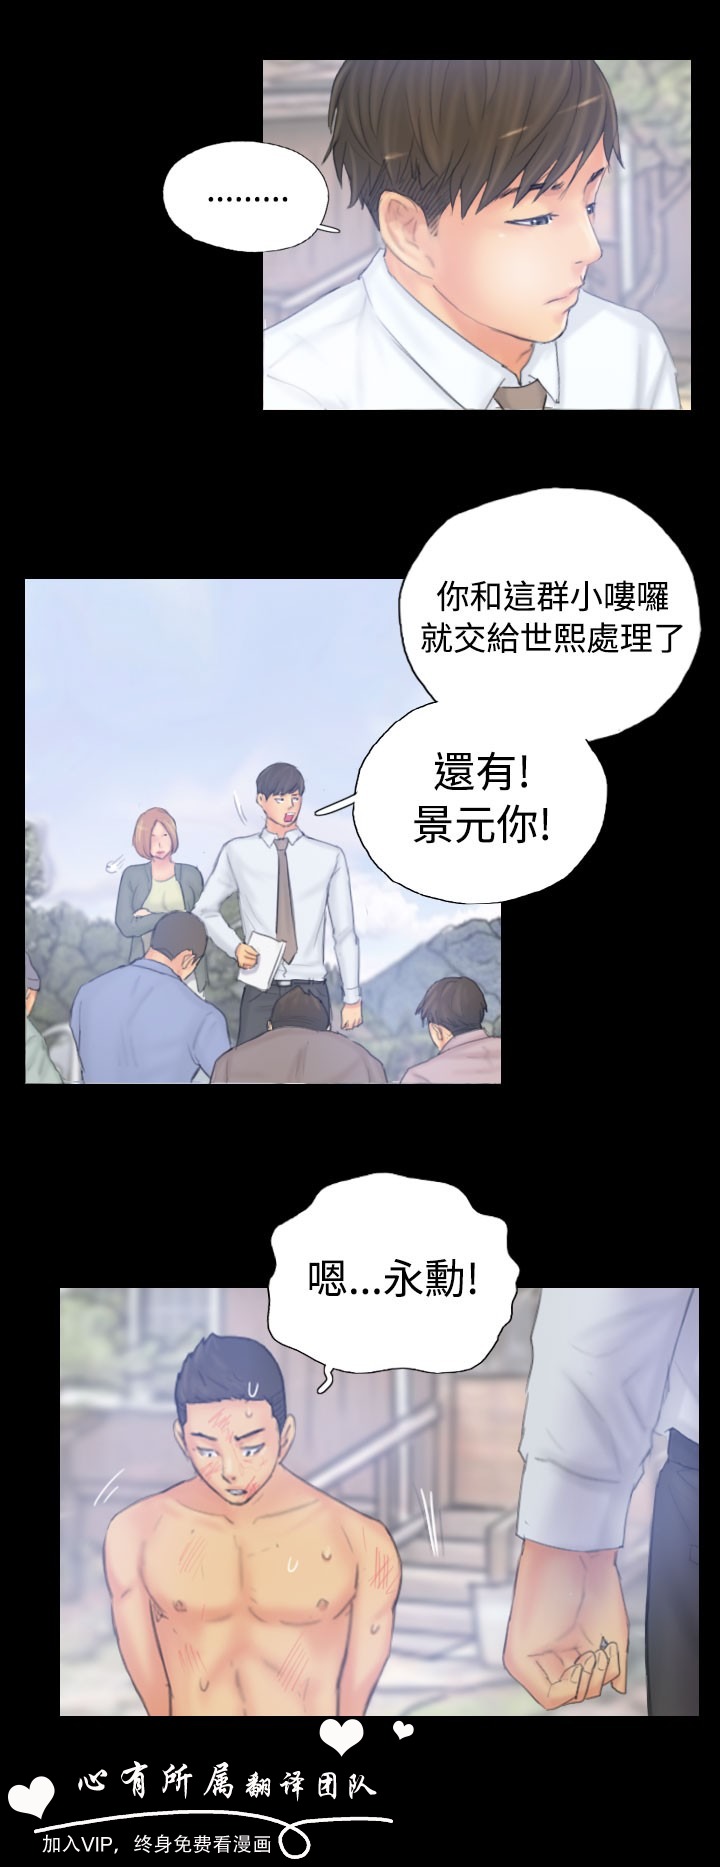 .........
你和這群小嘍囉
就交給世熙處理了
還有!
景元你!
嗯...永勳!
心有所属翻译团队
加入VIP，终身免费看漫画